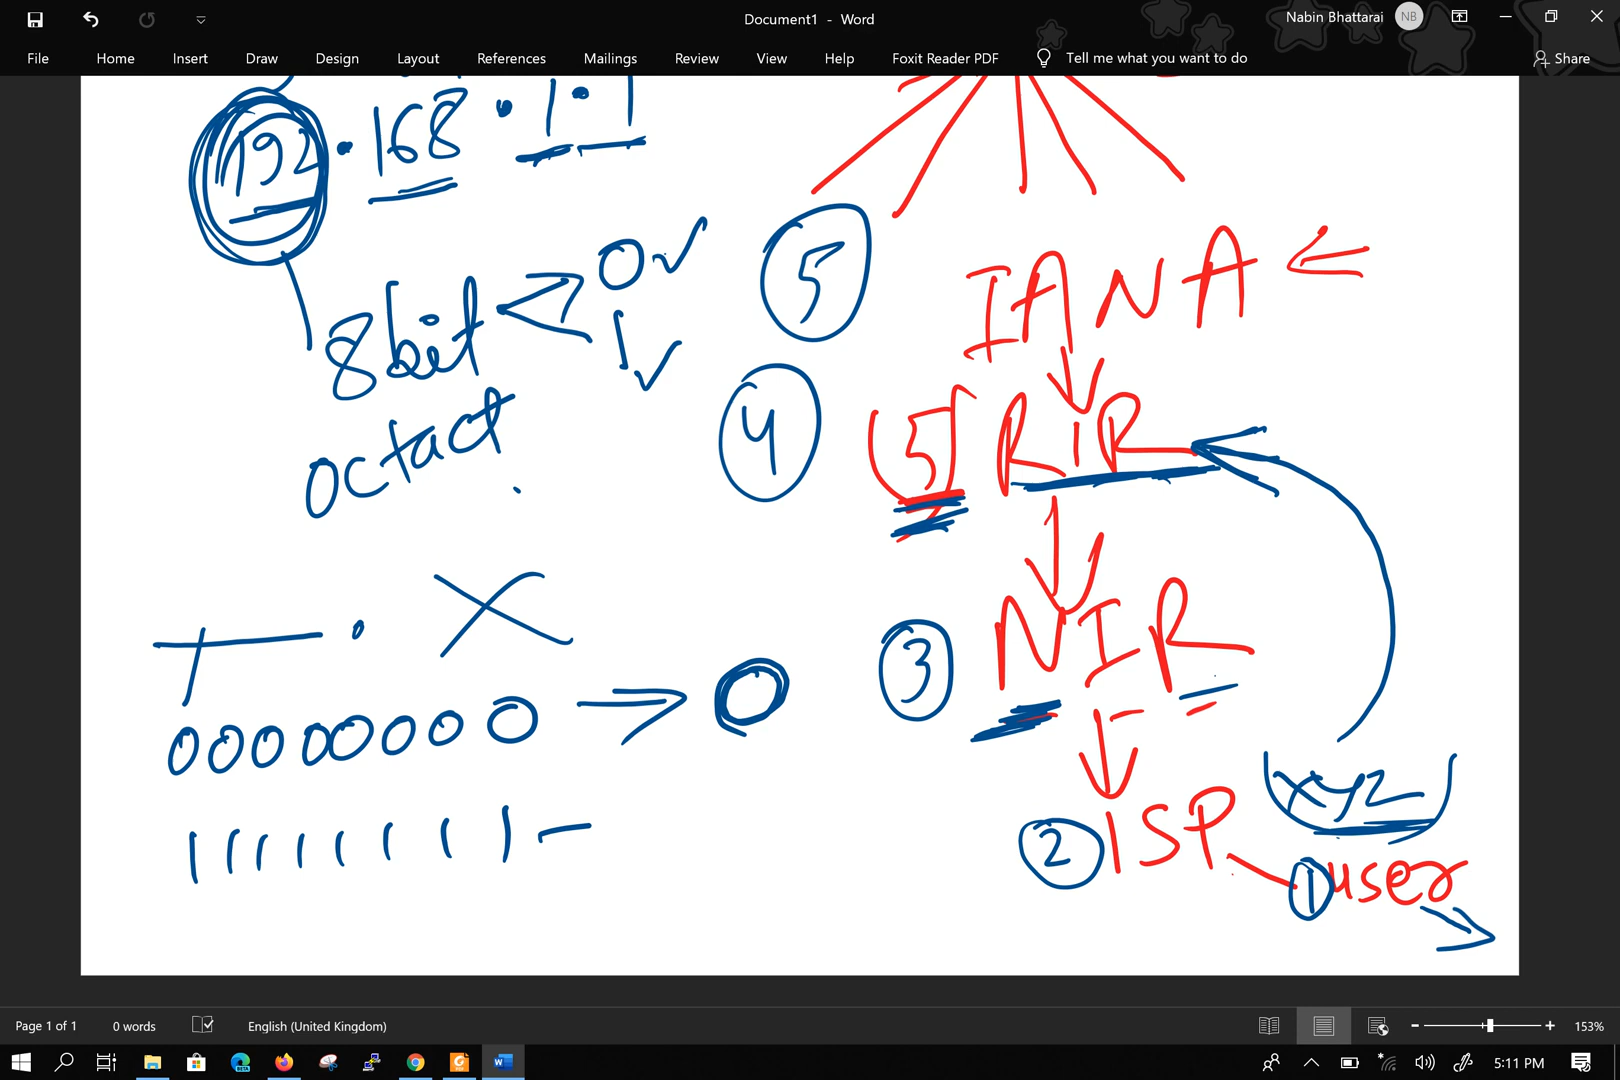 Document1 - Word
Nabin Bhattarai NB
File Home Insert Draw Design Layout References Mailings Review View Help Foxit Reader PDF Tell me what you want to do Share
192.168.1.1
8bit 0
1
octact
00000000 → 0
11111111 -
5 IANA
4 (5) RIR
3 NIR
2 ISP
xyz
1 user
Page 1 of 1 0 words English (United Kingdom) 153%
BETA
5:11 PM